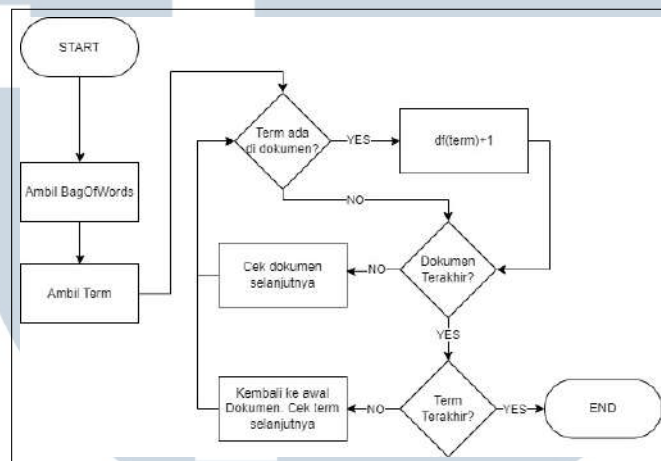 START
Ambil BagOfWords
Ambil Term
Term ada
di dokumen?
YES
df(term)+1
NO
Dokumen
Terakhir?
NO
Cek dokumen
selanjutnya
YES
Term
Terakhir?
NO
Kembali ke awal
Dokumen. Cek term
selanjutnya
YES
END